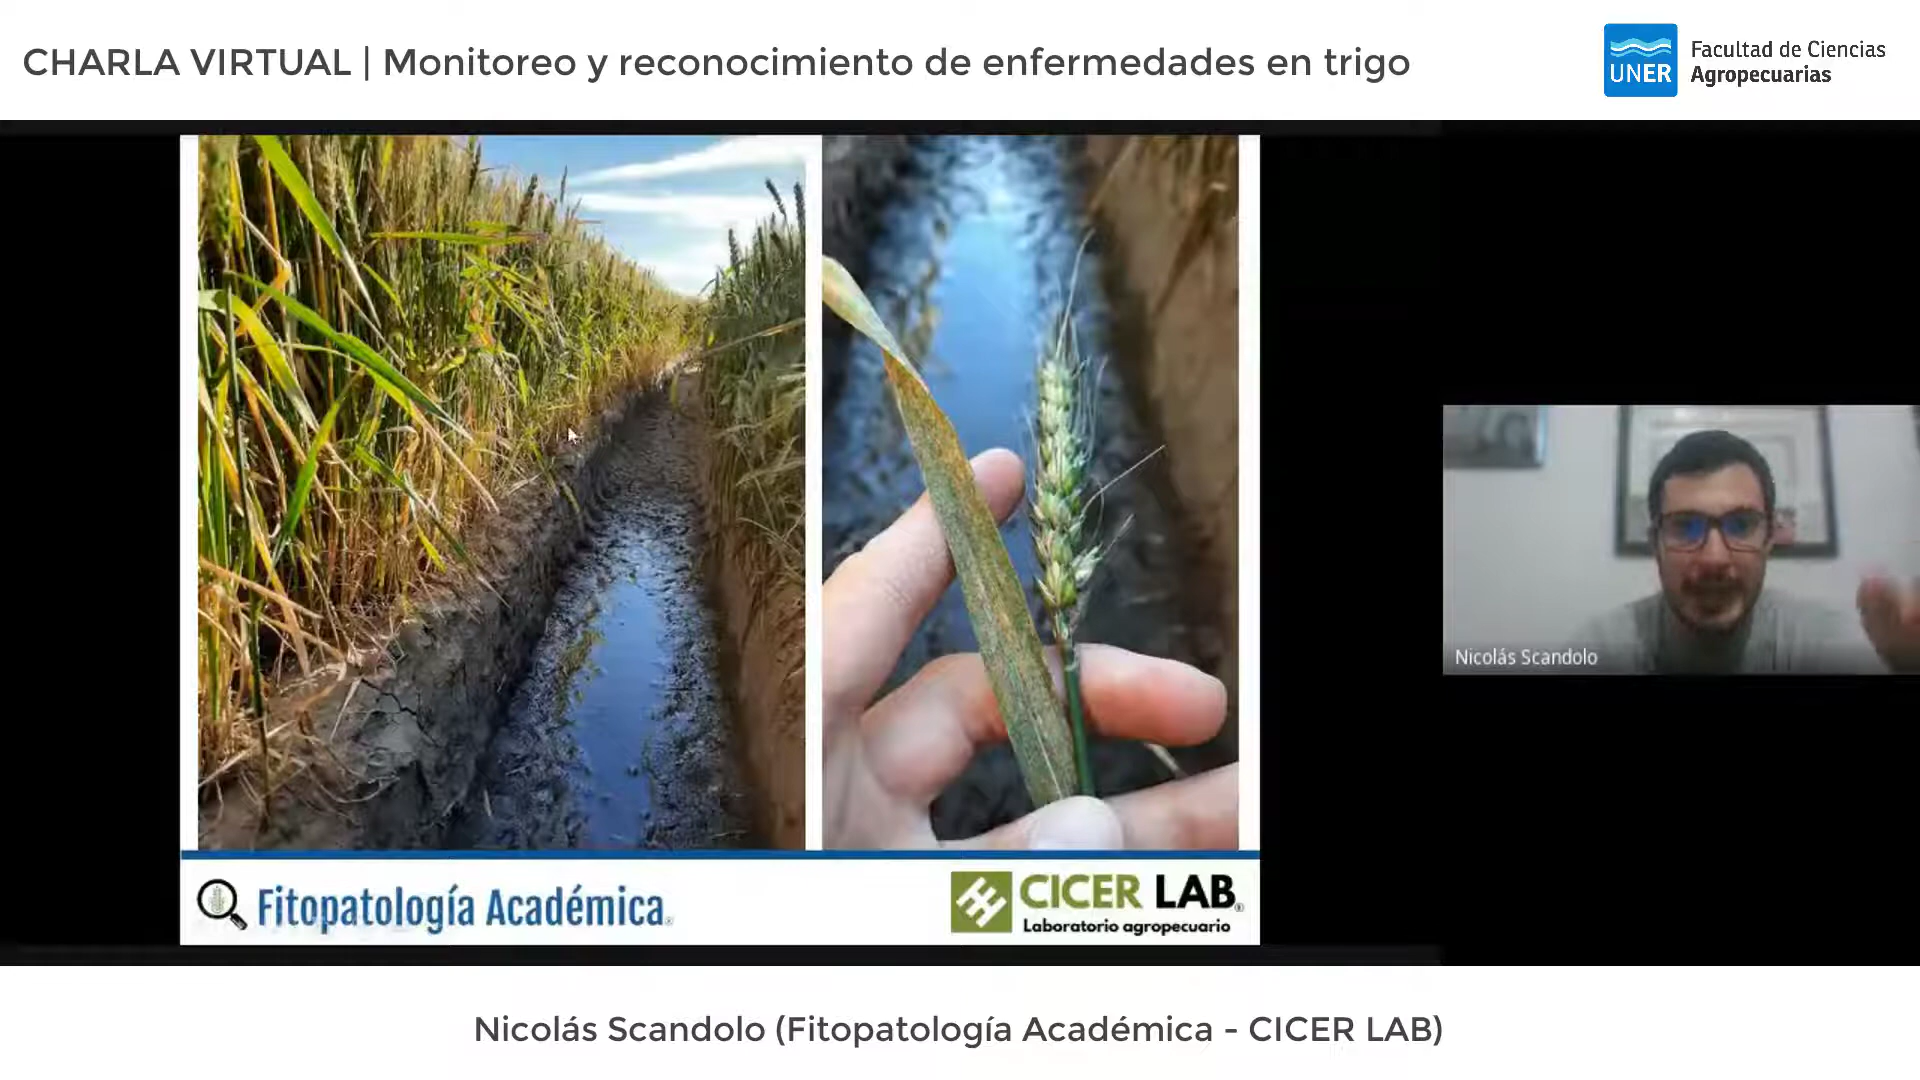 CHARLA VIRTUAL | Monitoreo y reconocimiento de enfermedades en trigo
UNER
Facultad de Ciencias
Agropecuarias
Nicolás Scandolo
Fitopatología Académica
CICER LAB
Laboratorio agropecuario
Nicolás Scandolo (Fitopatología Académica - CICER LAB)